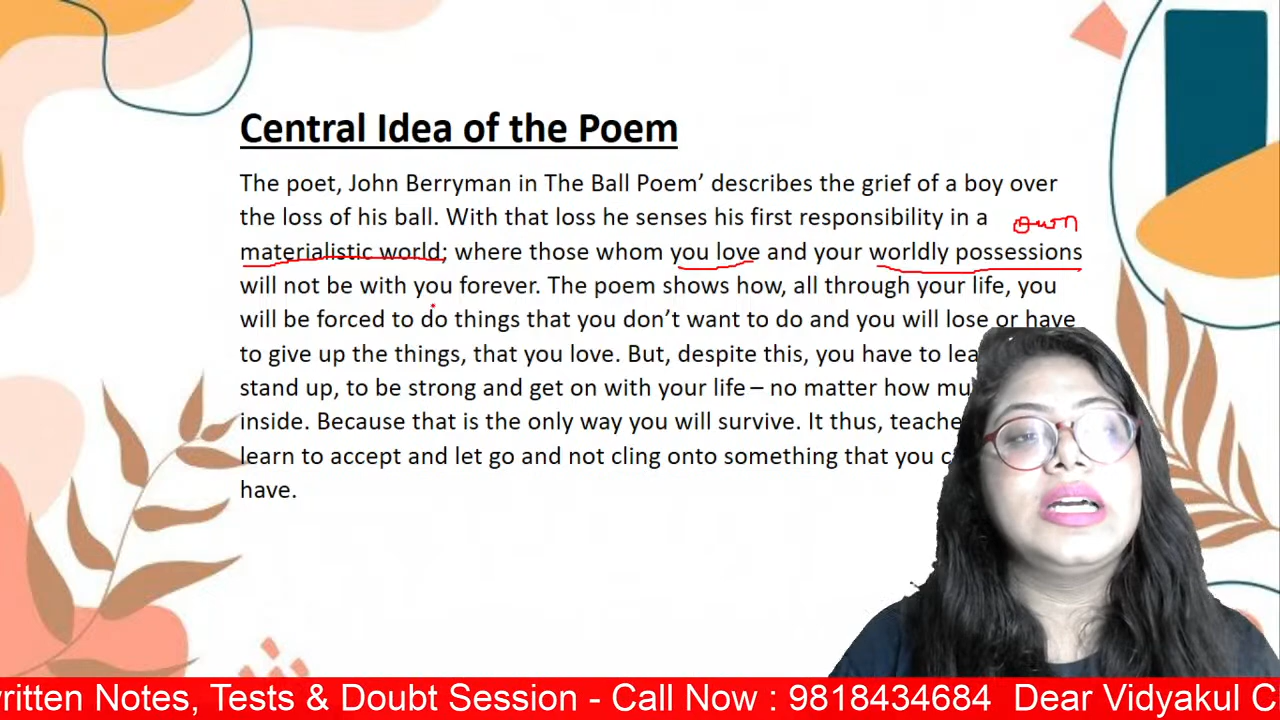 Central Idea of the Poem
The poet, John Berryman in The Ball Poem’ describes the grief of a boy over
the loss of his ball. With that loss he senses his first responsibility in a
own
materialistic world; where those whom you love and your worldly possessions
will not be with you forever. The poem shows how, all through your life, you
will be forced to do things that you don’t want to do and you will lose or have
to give up the things, that you love. But, despite this, you have to
stand up, to be strong and get on with your life – no matter how
inside. Because that is the only way you will survive. It thus,
learn to accept and let go and not cling onto something that you
have.
Notes, Tests & Doubt Session - Call Now : 9818434684 Dear Vidyakul